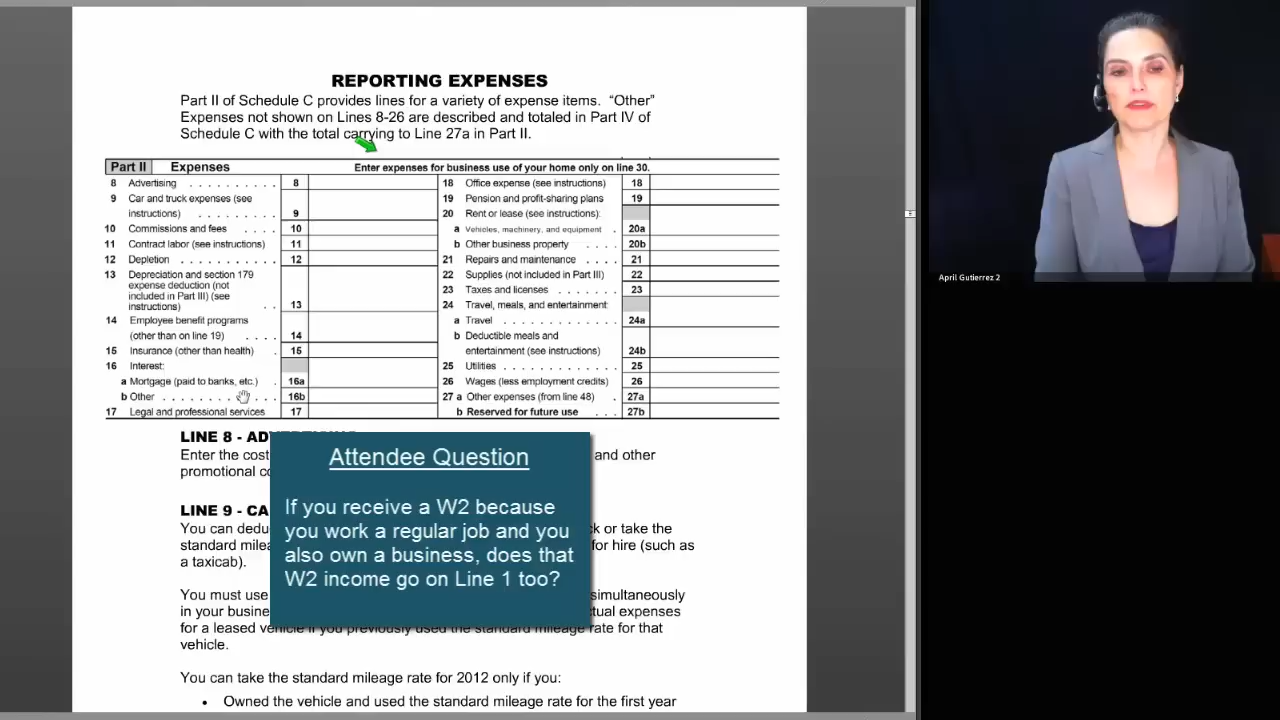 REPORTING EXPENSES
Part II of Schedule C provides lines for a variety of expense items. “Other”
Expenses not shown on Lines 8-26 are described and totaled in Part IV of
Schedule C with the total carrying to Line 27a in Part II.
Part II Expenses Enter expenses for business use of your home only on line 30.
8 Advertising . . . . . . . . . . 8
9 Car and truck expenses (see
instructions) . . . . . . . . 9
10 Commissions and fees . . . . 10
11 Contract labor (see instructions) 11
12 Depletion . . . . . . . . . . . 12
13 Depreciation and section 179
expense deduction (not
included in Part III) (see
instructions) . . 13
14 Employee benefit programs
(other than on line 19) . . . . 14
15 Insurance (other than health) . 15
16 Interest:
a Mortgage (paid to banks, etc.) . 16a
b Other . . . . . . . . . . . 16b
17 Legal and professional services 17
18 Office expense (see instructions) 18
19 Pension and profit-sharing plans 19
20 Rent or lease (see instructions):
a Vehicles, machinery, and equipment . 20a
b Other business property . . . . 20b
21 Repairs and maintenance . . . . 21
22 Supplies (not included in Part III) 22
23 Taxes and licenses . . . . . . . 23
24 Travel, meals, and entertainment:
a Travel . . . . . . . . . . . . 24a
b Deductible meals and
entertainment (see instructions) 24b
25 Utilities . . . . . . . . . . . . 25
26 Wages (less employment credits) 26
27 a Other expenses (from line 48) . 27a
b Reserved for future use . . . 27b
LINE 8 - AD
Enter the cost and other
promotional co
LINE 9 - CA
You can dedu k or take the
standard milea for hire (such as
a taxicab).
You must use simultaneously
in your busine tual expenses
for a leased vehicle if you previously used the standard mileage rate for that
vehicle.
You can take the standard mileage rate for 2012 only if you:
• Owned the vehicle and used the standard mileage rate for the first year
Attendee Question
If you receive a W2 because
you work a regular job and you
also own a business, does that
W2 income go on Line 1 too?
April Gutierrez 2